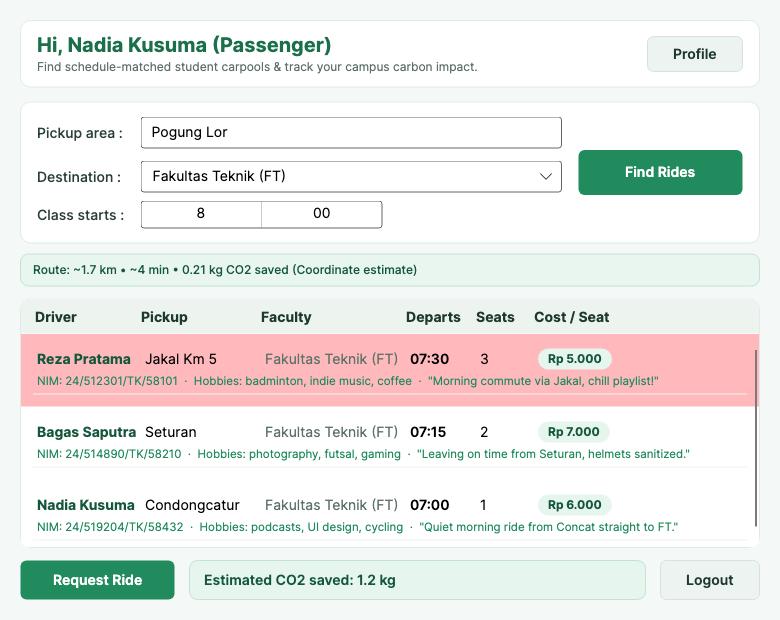 Hi, Nadia Kusuma (Passenger)
Find schedule-matched student carpools & track your campus carbon impact.
Profile
Pickup area :
Pogung Lor
Destination :
Fakultas Teknik (FT)
Find Rides
Class starts :
8
00
Route: ~1.7 km • ~4 min • 0.21 kg CO2 saved (Coordinate estimate)
Driver Pickup Faculty Departs Seats Cost / Seat
Reza Pratama Jakal Km 5 Fakultas Teknik (FT) 07:30 3 Rp 5.000
NIM: 24/512301/TK/58101 · Hobbies: badminton, indie music, coffee · "Morning commute via Jakal, chill playlist!"
Bagas Saputra Seturan Fakultas Teknik (FT) 07:15 2 Rp 7.000
NIM: 24/514890/TK/58210 · Hobbies: photography, futsal, gaming · "Leaving on time from Seturan, helmets sanitized."
Nadia Kusuma Condongcatur Fakultas Teknik (FT) 07:00 1 Rp 6.000
NIM: 24/519204/TK/58432 · Hobbies: podcasts, UI design, cycling · "Quiet morning ride from Concat straight to FT."
Request Ride
Estimated CO2 saved: 1.2 kg
Logout